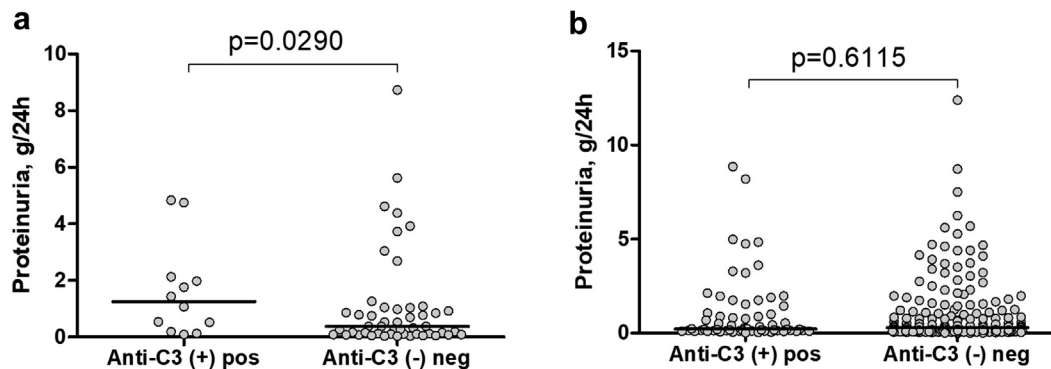 a
p=0.0290
Proteinuria, g/24h
10
8
6
4
2
0
Anti-C3 (+) pos
Anti-C3 (-) neg
b
p=0.6115
Proteinuria, g/24h
15
10
5
0
Anti-C3 (+) pos
Anti-C3 (-) neg